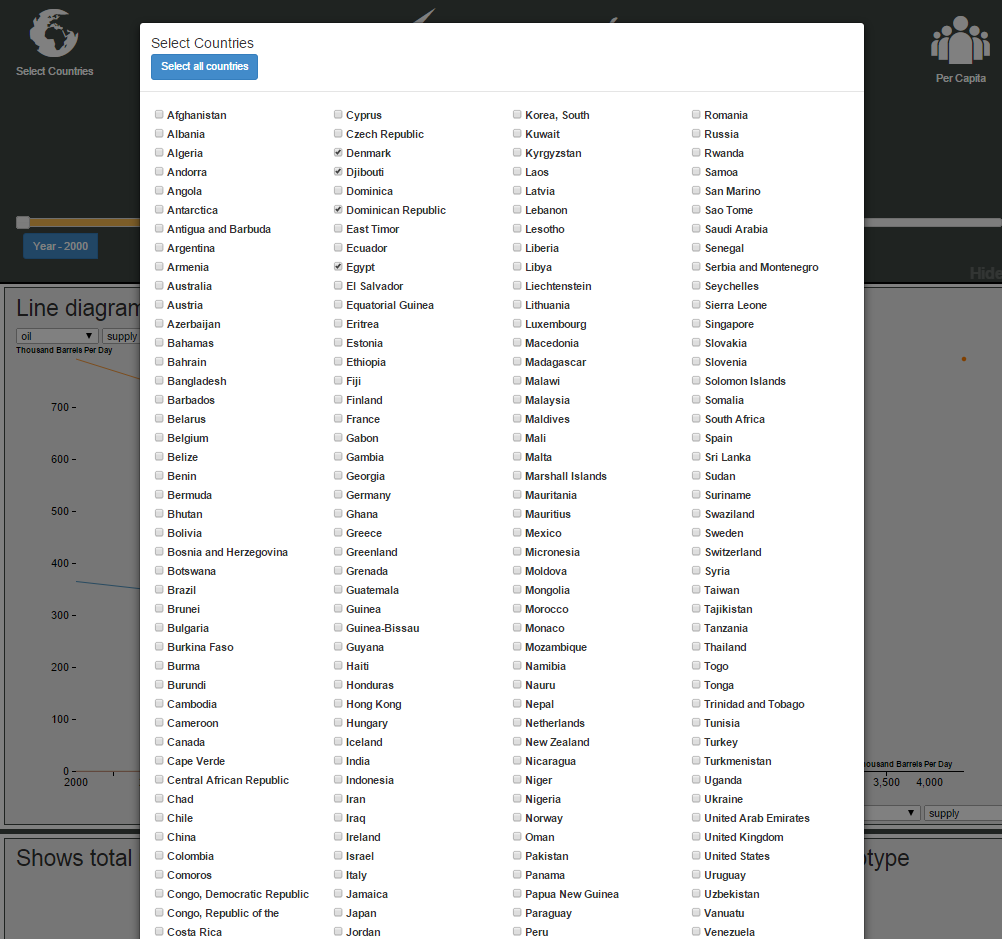 Select Countries
Per Capita
Year - 2000
Hide
Line diagram
oil
supply
Thousand Barrels Per Day
700
600
500
400
300
200
100
0
2000
Select Countries
Select all countries
Afghanistan
Albania
Algeria
Andorra
Angola
Antarctica
Antigua and Barbuda
Argentina
Armenia
Australia
Austria
Azerbaijan
Bahamas
Bahrain
Bangladesh
Barbados
Belarus
Belgium
Belize
Benin
Bermuda
Bhutan
Bolivia
Bosnia and Herzegovina
Botswana
Brazil
Brunei
Bulgaria
Burkina Faso
Burma
Burundi
Cambodia
Cameroon
Canada
Cape Verde
Central African Republic
Chad
Chile
China
Colombia
Comoros
Congo, Democratic Republic
Congo, Republic of the
Costa Rica
Cyprus
Czech Republic
Denmark
Djibouti
Dominica
Dominican Republic
East Timor
Ecuador
Egypt
El Salvador
Equatorial Guinea
Eritrea
Estonia
Ethiopia
Fiji
Finland
France
Gabon
Gambia
Georgia
Germany
Ghana
Greece
Greenland
Grenada
Guatemala
Guinea
Guinea-Bissau
Guyana
Haiti
Honduras
Hong Kong
Hungary
Iceland
India
Indonesia
Iran
Iraq
Ireland
Israel
Italy
Jamaica
Japan
Jordan
Korea, South
Kuwait
Kyrgyzstan
Laos
Latvia
Lebanon
Lesotho
Liberia
Libya
Liechtenstein
Lithuania
Luxembourg
Macedonia
Madagascar
Malawi
Malaysia
Maldives
Mali
Malta
Marshall Islands
Mauritania
Mauritius
Mexico
Micronesia
Moldova
Mongolia
Morocco
Monaco
Mozambique
Namibia
Nauru
Nepal
Netherlands
New Zealand
Nicaragua
Niger
Nigeria
Norway
Oman
Pakistan
Panama
Papua New Guinea
Paraguay
Peru
Romania
Russia
Rwanda
Samoa
San Marino
Sao Tome
Saudi Arabia
Senegal
Serbia and Montenegro
Seychelles
Sierra Leone
Singapore
Slovakia
Slovenia
Solomon Islands
Somalia
South Africa
Spain
Sri Lanka
Sudan
Suriname
Swaziland
Sweden
Switzerland
Syria
Taiwan
Tajikistan
Tanzania
Thailand
Togo
Tonga
Trinidad and Tobago
Tunisia
Turkey
Turkmenistan
Uganda
Ukraine
United Arab Emirates
United Kingdom
United States
Uruguay
Uzbekistan
Vanuatu
Venezuela
ousand Barrels Per Day
3,500 4,000
supply
Shows total
type